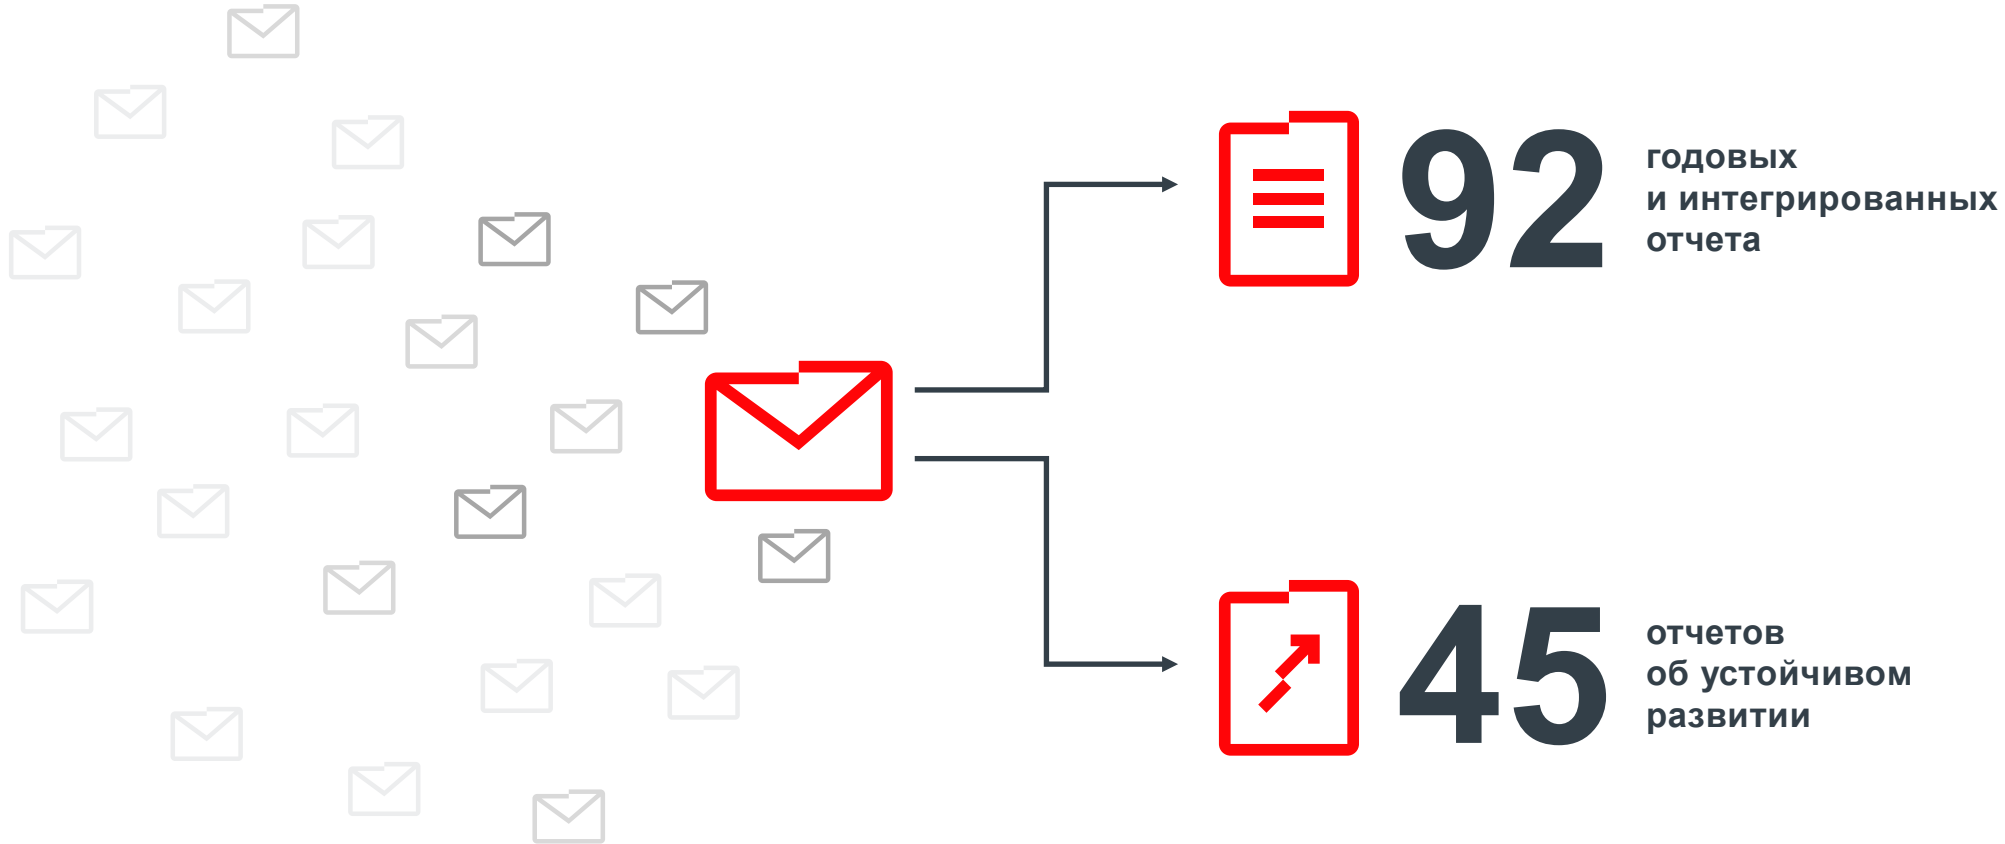 92
годовых
и интегрированных
отчета
45
отчетов
об устойчивом
развитии